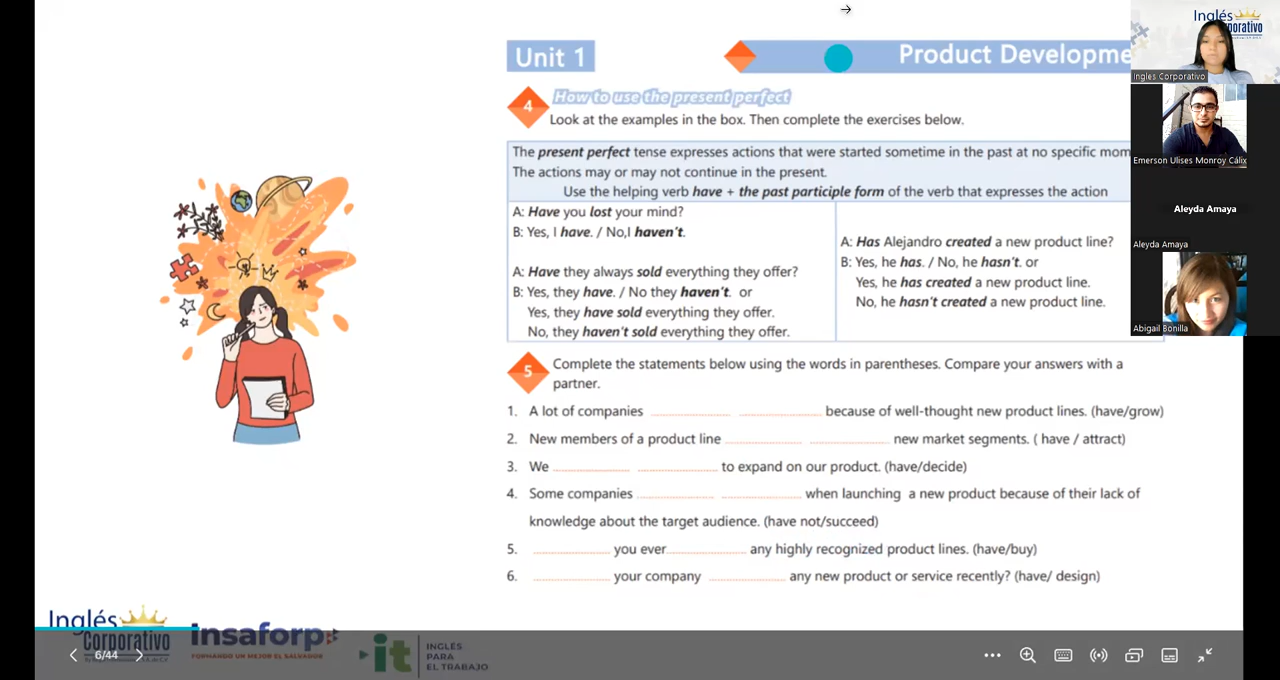 Unit 1
Product Developme
4
How to use the present perfect
Look at the examples in the box. Then complete the exercises below.
The present perfect tense expresses actions that were started sometime in the past at no specific mom
The actions may or may not continue in the present.
Use the helping verb have + the past participle form of the verb that expresses the action
A: Have you lost your mind?
B: Yes, I have. / No,I haven't.
A: Have they always sold everything they offer?
B: Yes, they have. / No they haven't. or
Yes, they have sold everything they offer.
No, they haven't sold everything they offer.
A: Has Alejandro created a new product line?
B: Yes, he has. / No, he hasn't. or
Yes, he has created a new product line.
No, he hasn't created a new product line.
5
Complete the statements below using the words in parentheses. Compare your answers with a
partner.
1. A lot of companies because of well-thought new product lines. (have/grow)
2. New members of a product line new market segments. ( have / attract)
3. We to expand on our product. (have/decide)
4. Some companies when launching a new product because of their lack of
knowledge about the target audience. (have not/succeed)
5. you ever any highly recognized product lines. (have/buy)
6. your company any new product or service recently? (have/ design)
Inglés
Corporativo
insaforp
FORMANDO UN MEJOR EL SALVADOR
it
INGLES
PARA
EL TRABAJO
6/44
Inglés
Corporativo
Ingles Corporativo
Emerson Ulises Monroy Cálix
Aleyda Amaya
Aleyda Amaya
Abigail Bonilla